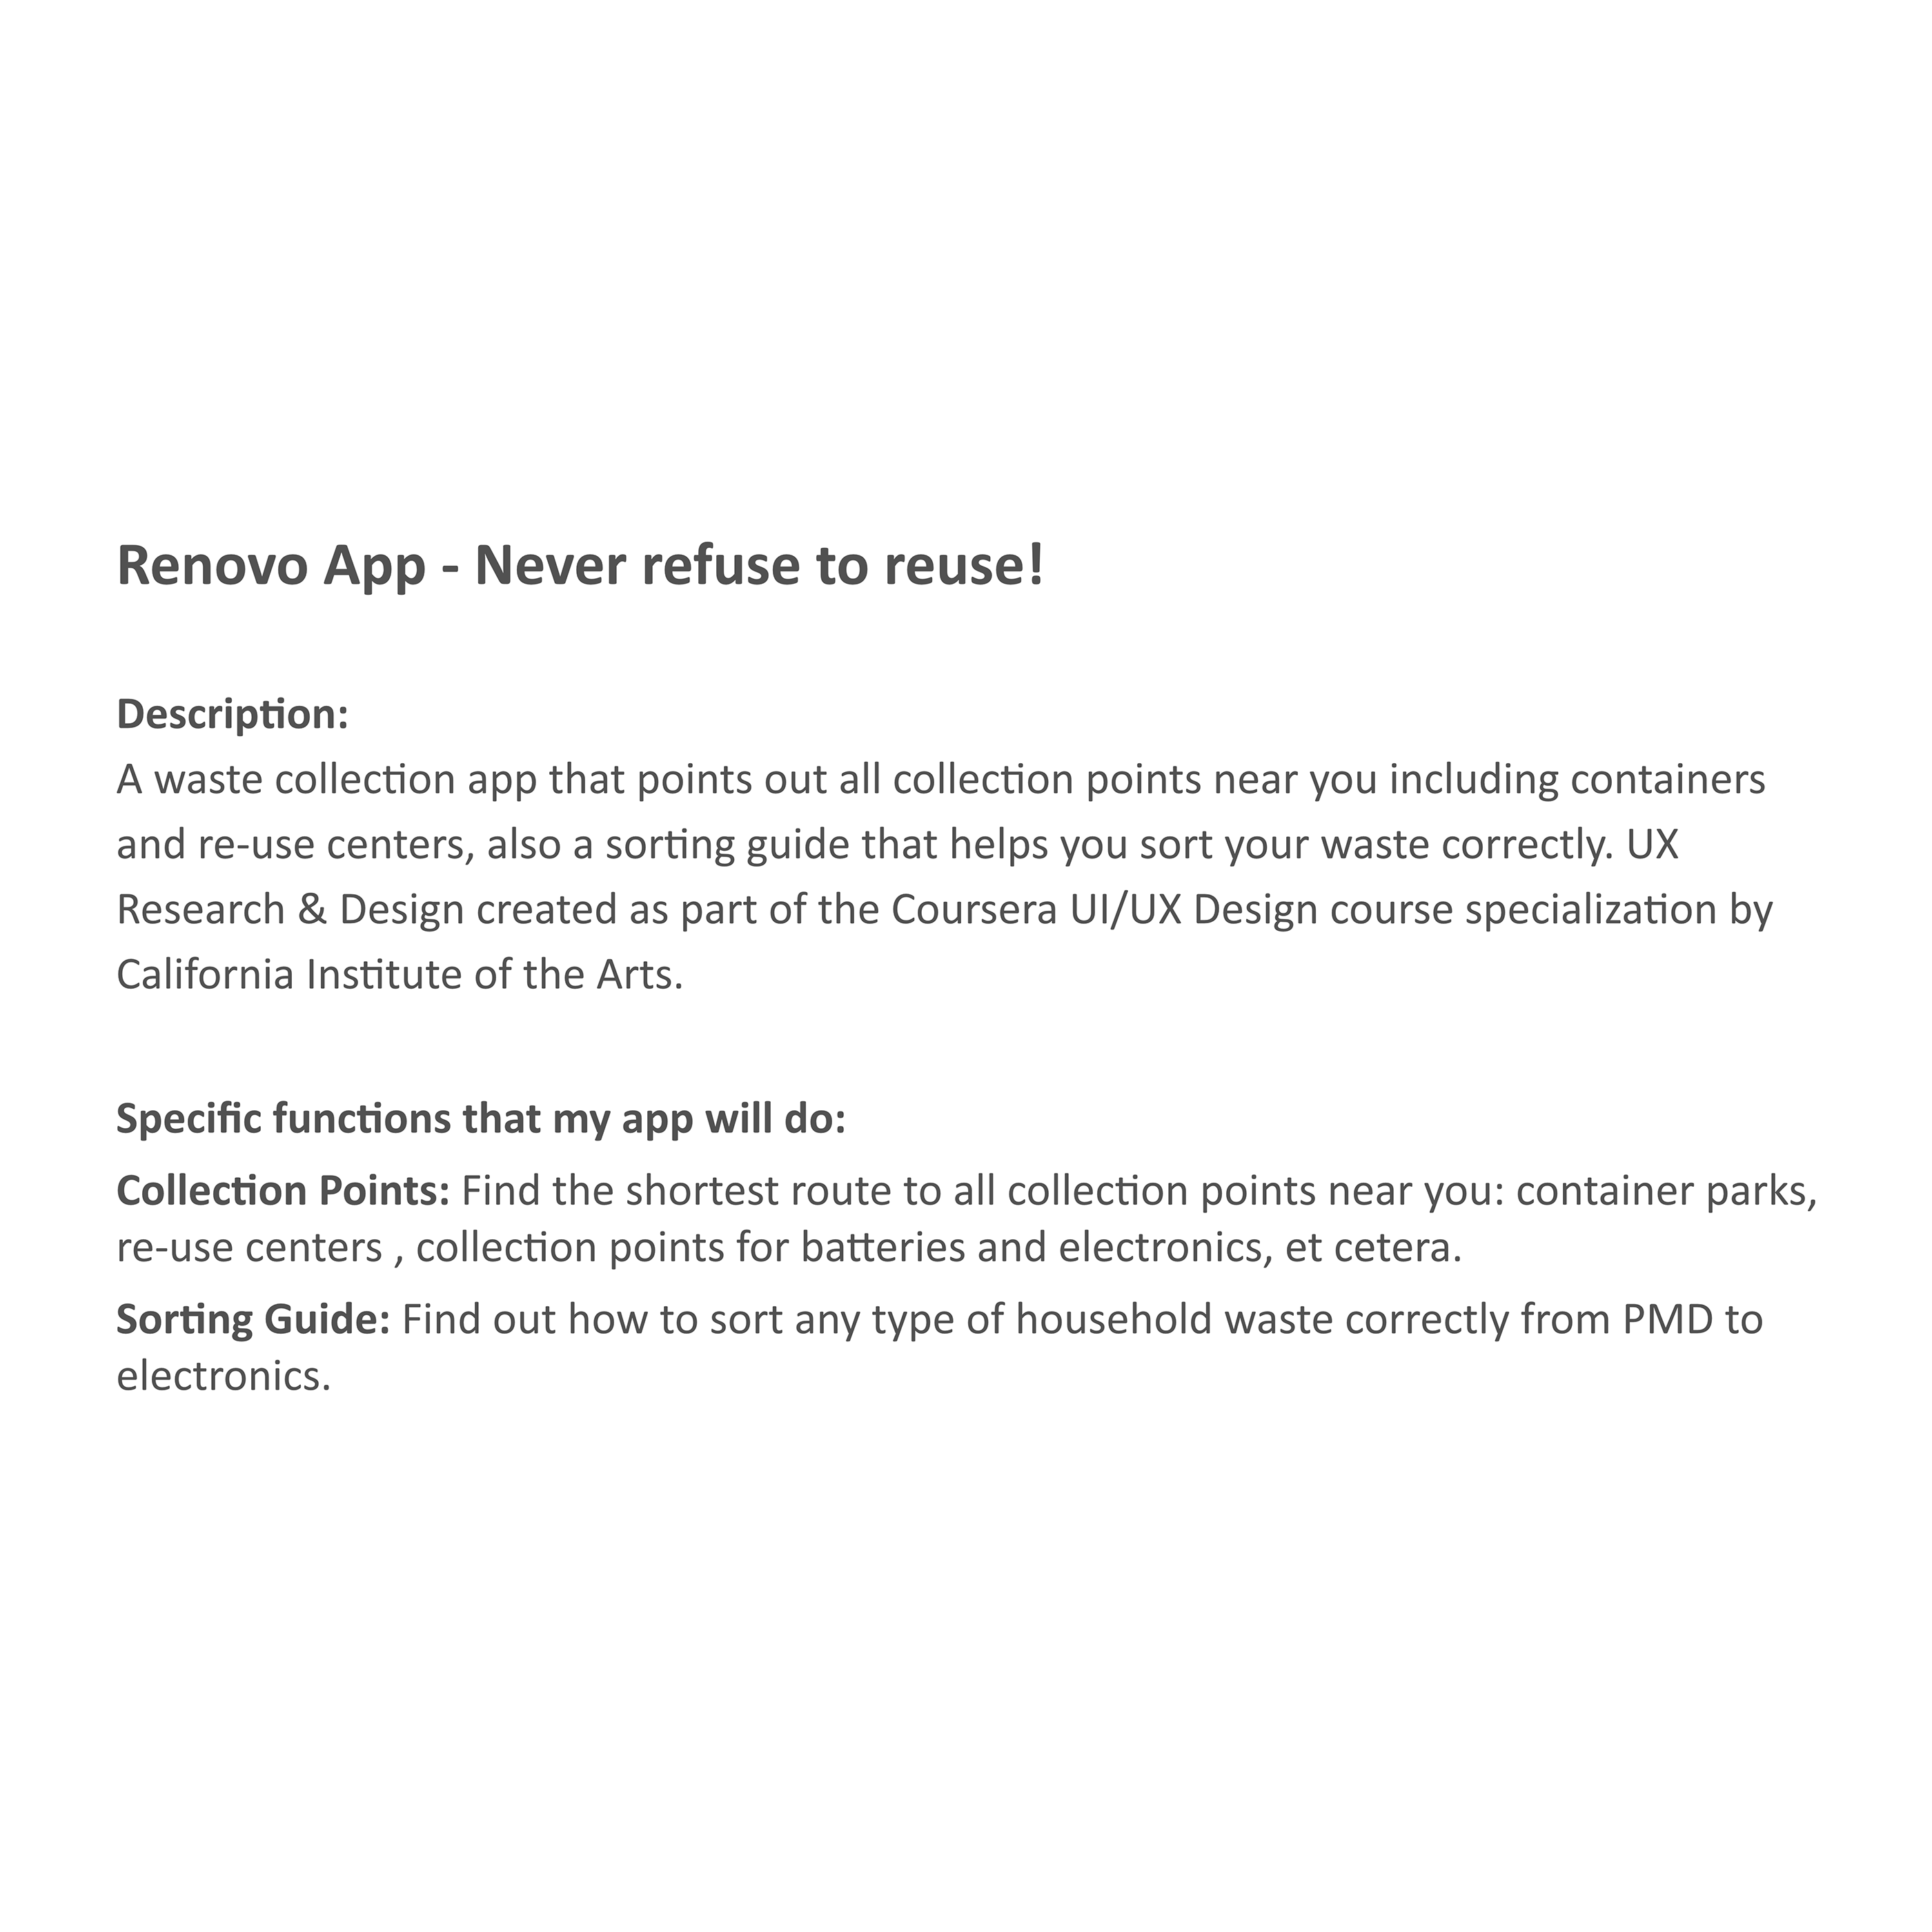 Renovo App - Never refuse to reuse!
Description:
A waste collection app that points out all collection points near you including containers
and re-use centers, also a sorting guide that helps you sort your waste correctly. UX
Research & Design created as part of the Coursera UI/UX Design course specialization by
California Institute of the Arts.
Specific functions that my app will do:
Collection Points: Find the shortest route to all collection points near you: container parks,
re-use centers , collection points for batteries and electronics, et cetera.
Sorting Guide: Find out how to sort any type of household waste correctly from PMD to
electronics.